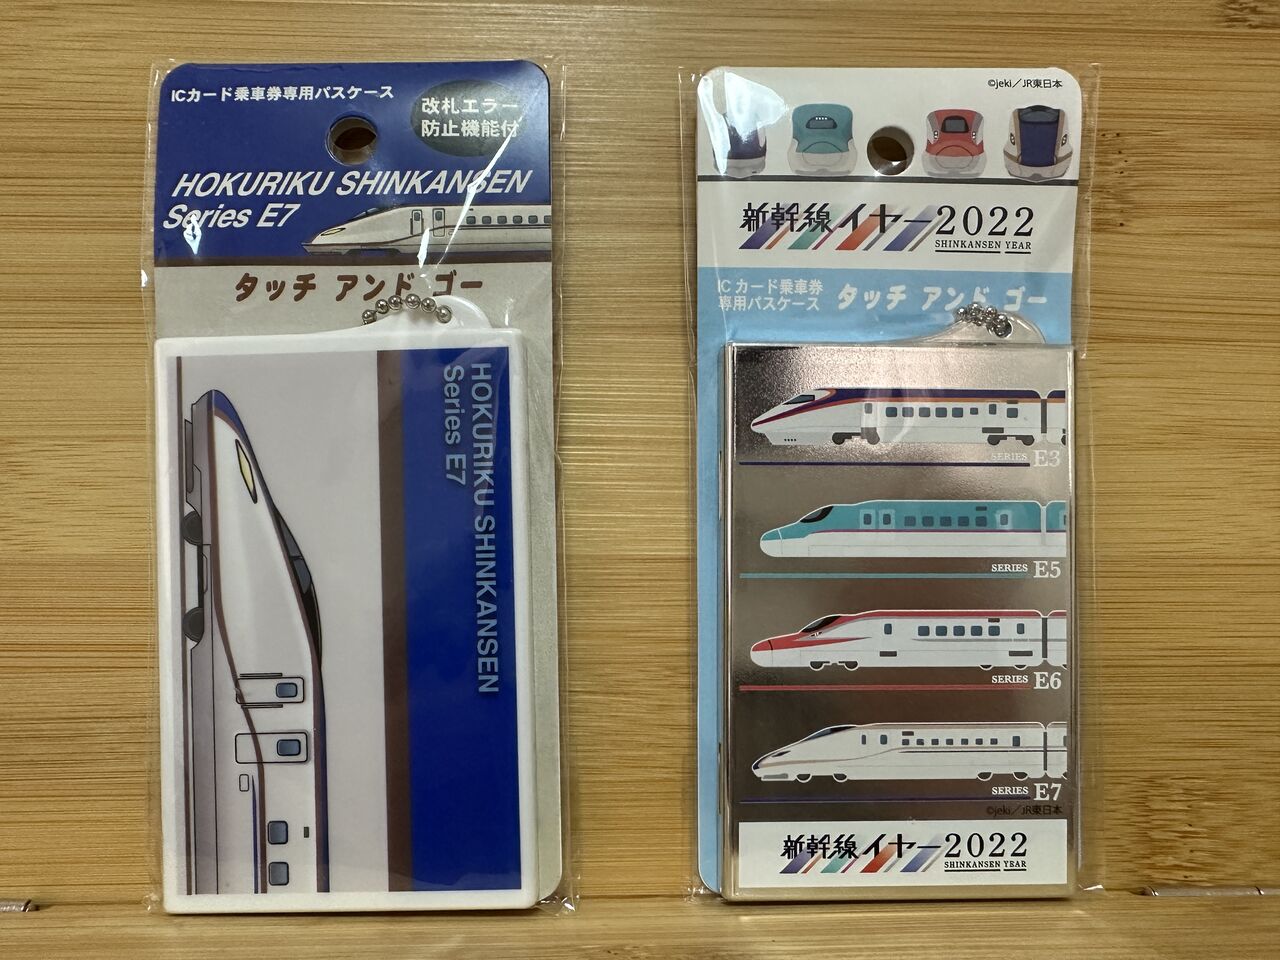 ICカード乗車券専用パスケース
改札エラー
防止機能付
HOKURIKU SHINKANSEN
Series E7
タッチ アンド ゴー
HOKURIKU SHINKANSEN
Series E7
©jeki/JR東日本
新幹線イヤー2022
SHINKANSEN YEAR
ICカード乗車券
専用パスケース
タッチ アンド ゴー
SERIES E3
SERIES E5
SERIES E6
SERIES E7
©jeki/JR東日本
新幹線イヤー2022
SHINKANSEN YEAR